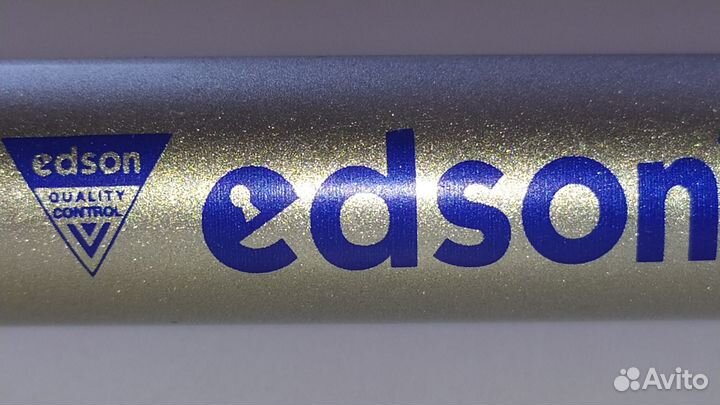 edson
QUALITY
CONTROL
edson
Avito